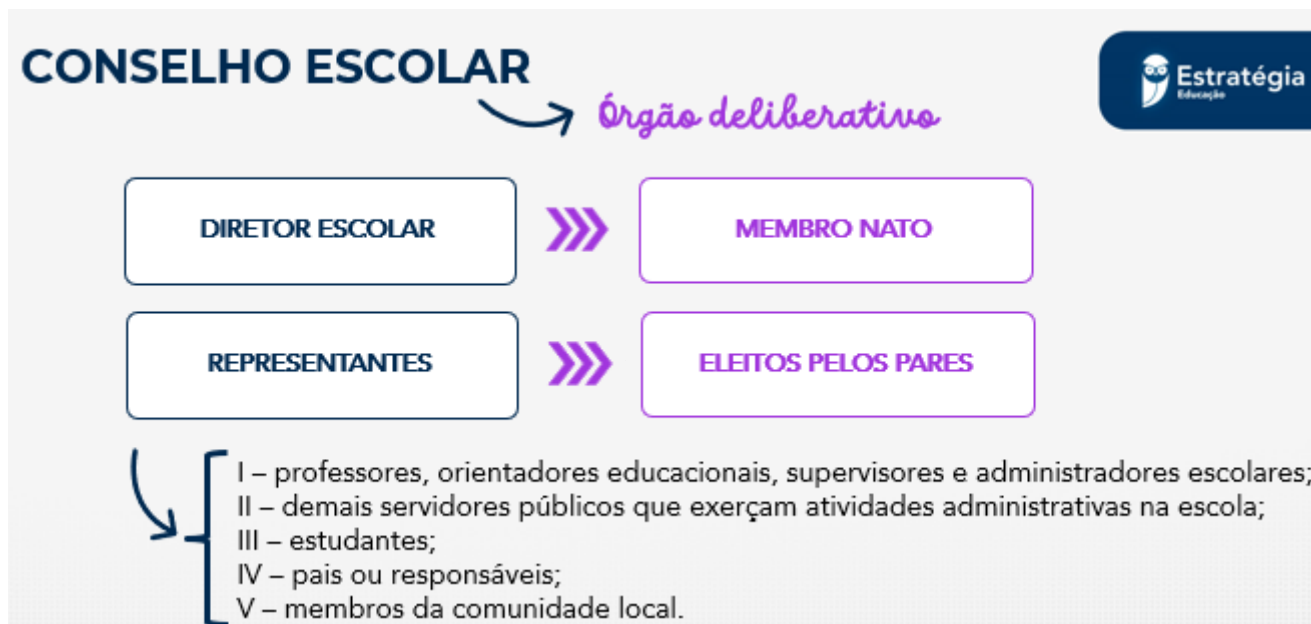 CONSELHO ESCOLAR
Estratégia
Educação
Órgão deliberativo
DIRETOR ESCOLAR
MEMBRO NATO
REPRESENTANTES
ELEITOS PELOS PARES
I – professores, orientadores educacionais, supervisores e administradores escolares;
II – demais servidores públicos que exerçam atividades administrativas na escola;
III – estudantes;
IV – pais ou responsáveis;
V – membros da comunidade local.